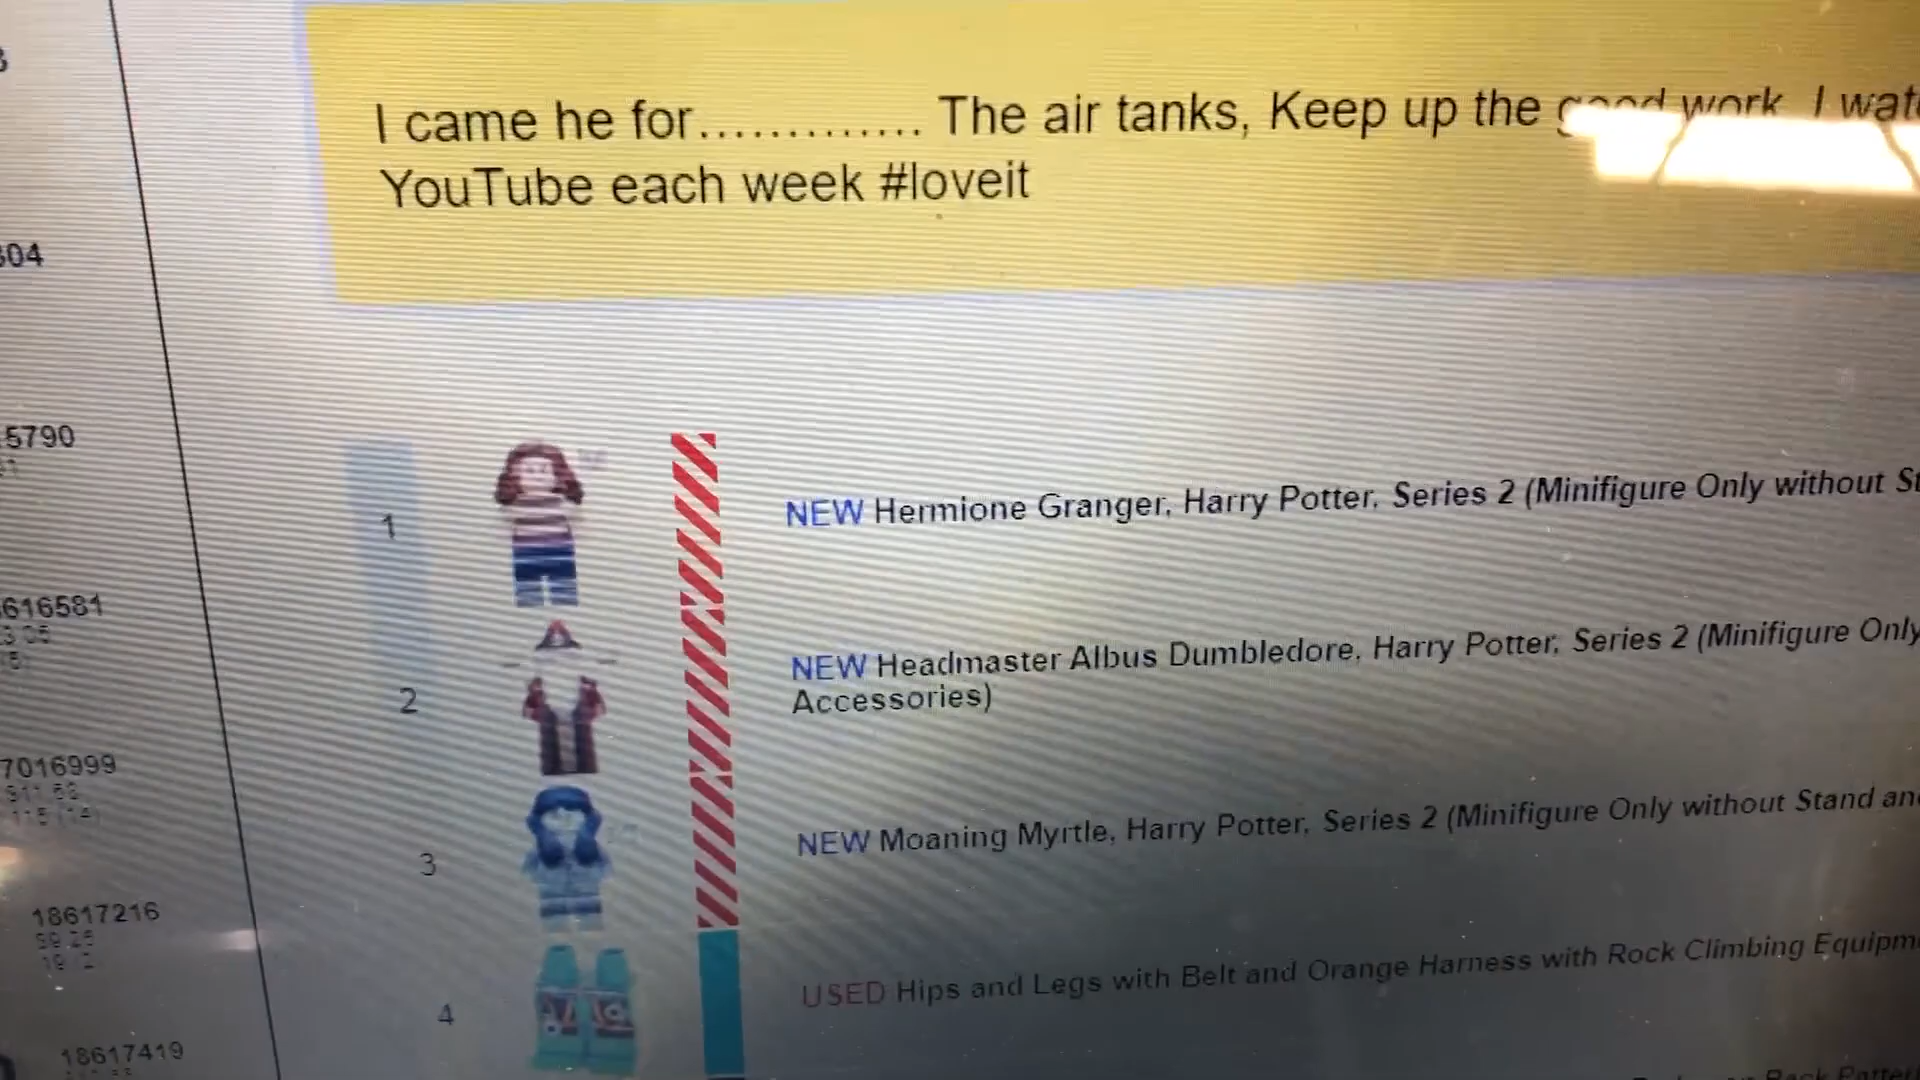 I came he for............. The air tanks, Keep up the good work I
YouTube each week #loveit
304
5790
616581
7016999
18617216
18617419
1
NEW Hermione Granger, Harry Potter, Series 2 (Minifigure Only without
2
NEW Headmaster Albus Dumbledore, Harry Potter, Series 2 (Minifigure Only
Accessories)
3
NEW Moaning Myrtle, Harry Potter, Series 2 (Minifigure Only without Stand
4
USED Hips and Legs with Belt and Orange Harness with Rock Climbing